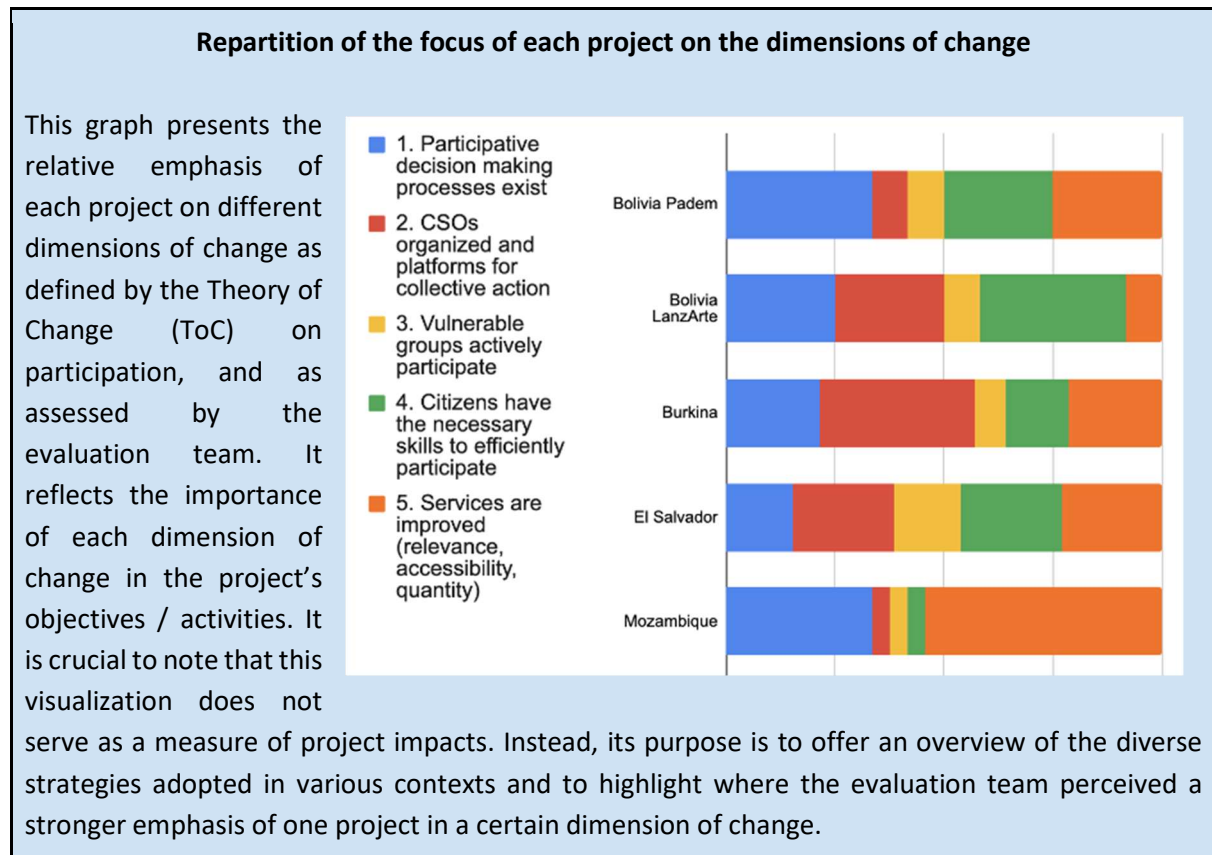 Repartition of the focus of each project on the dimensions of change
This graph presents the
relative emphasis of
each project on different
dimensions of change as
defined by the Theory of
Change (ToC) on
participation, and as
assessed by the
evaluation team. It
reflects the importance
of each dimension of
change in the project's
objectives / activities. It
is crucial to note that this
visualization does not
serve as a measure of project impacts. Instead, its purpose is to offer an overview of the diverse
strategies adopted in various contexts and to highlight where the evaluation team perceived a
stronger emphasis of one project in a certain dimension of change.
1. Participative
decision making
processes exist
2. CSOs
organized and
platforms for
collective action
3. Vulnerable
groups actively
participate
4. Citizens have
the necessary
skills to efficiently
participate
5. Services are
improved
(relevance,
accessibility,
quantity)
Bolivia Padem
Bolivia
LanzArte
Burkina
El Salvador
Mozambique